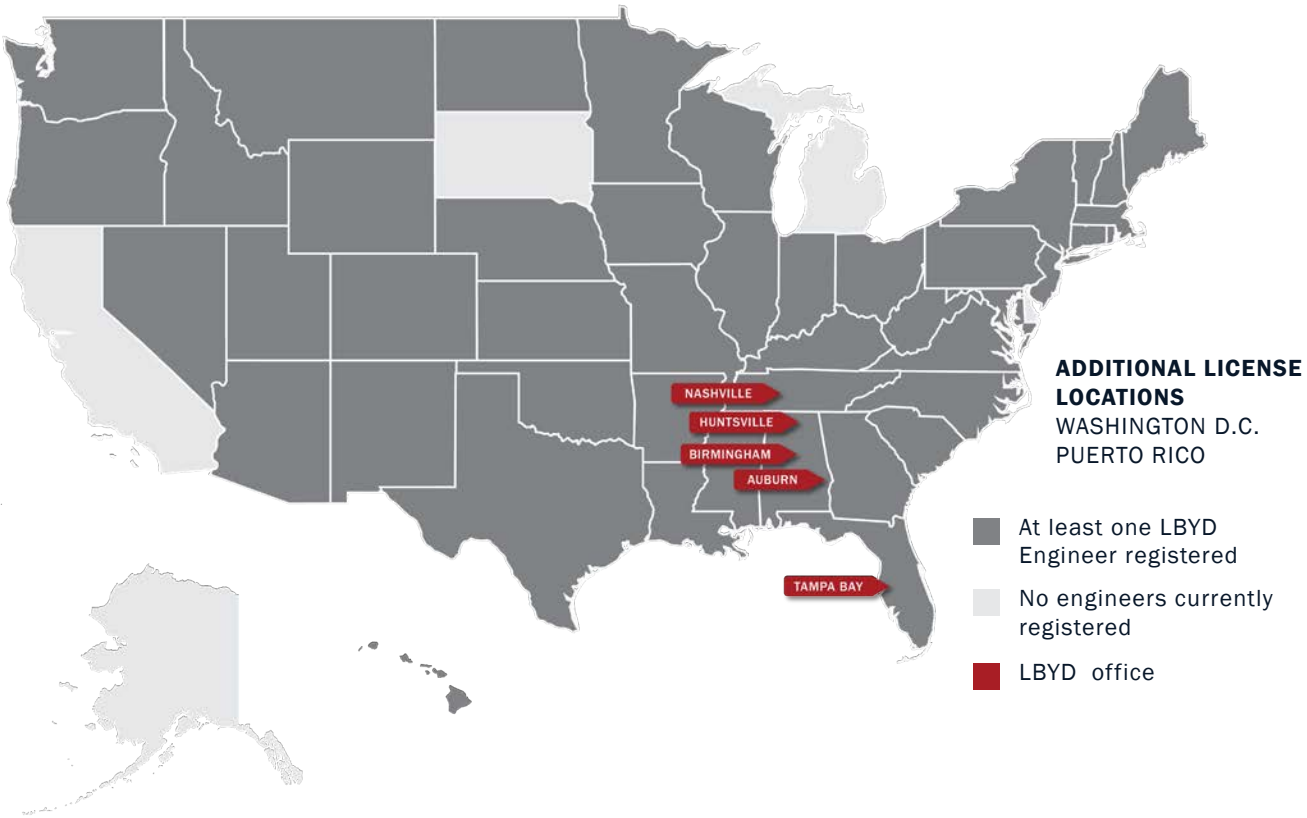 NASHVILLE
HUNTSVILLE
BIRMINGHAM
AUBURN
TAMPA BAY
ADDITIONAL LICENSE
LOCATIONS
WASHINGTON D.C.
PUERTO RICO
At least one LBYD
Engineer registered
No engineers currently
registered
LBYD office